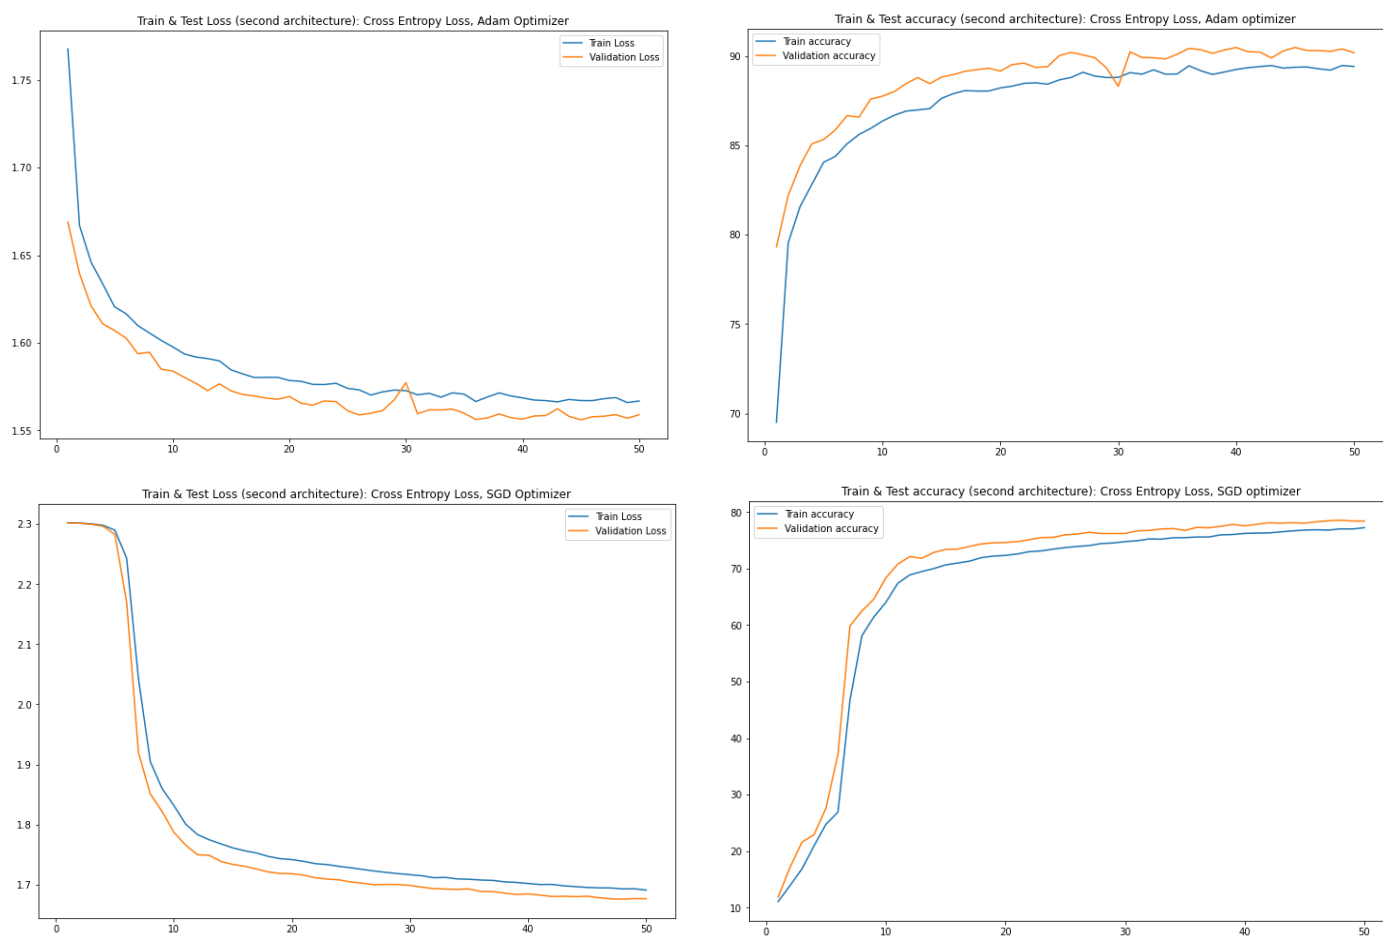 Train & Test Loss (second architecture): Cross Entropy Loss, Adam Optimizer
Train Loss
Validation Loss
1.75
1.70
1.65
1.60
1.55
0 10 20 30 40 50
Train & Test accuracy (second architecture): Cross Entropy Loss, Adam optimizer
Train accuracy
Validation accuracy
90
85
80
75
70
0 10 20 30 40 50
Train & Test Loss (second architecture): Cross Entropy Loss, SGD Optimizer
Train Loss
Validation Loss
2.3
2.2
2.1
2.0
1.9
1.8
1.7
0 10 20 30 40 50
Train & Test accuracy (second architecture): Cross Entropy Loss, SGD optimizer
Train accuracy
Validation accuracy
80
70
60
50
40
30
20
10
0 10 20 30 40 50